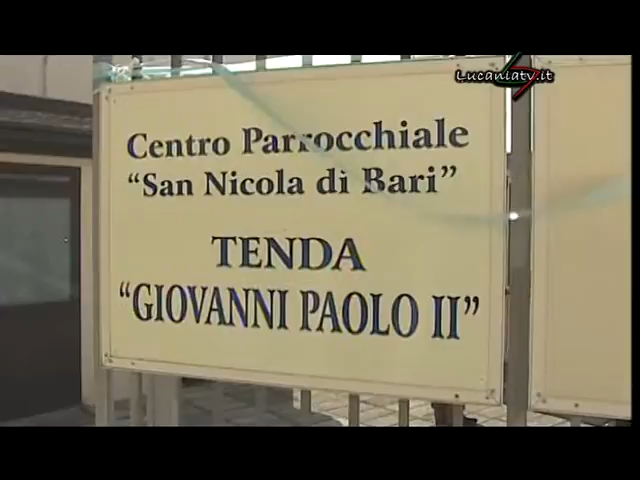 Lucaniatv.it
Centro Parrocchiale
“San Nicola di Bari”
TENDA
“GIOVANNI PAOLO II”